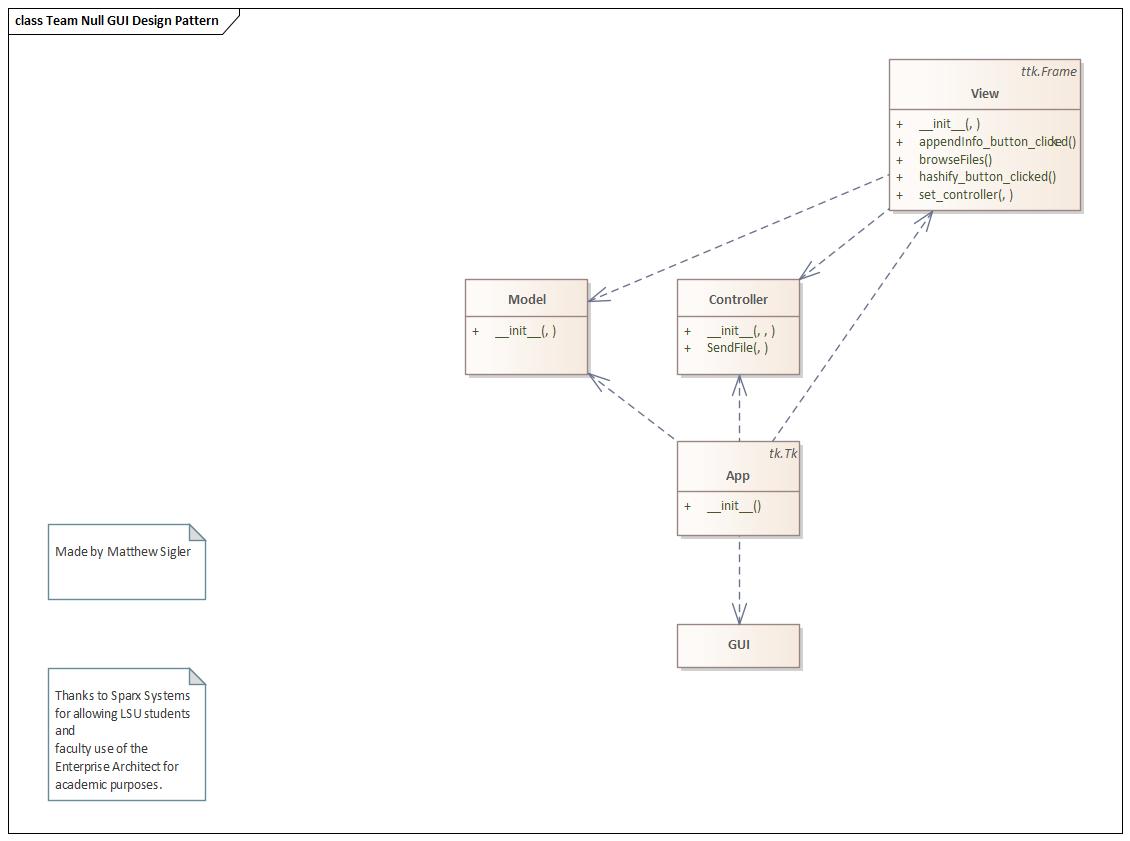 class Team Null GUI Design Pattern
ttk.Frame
View
+ __init__(, )
+ appendInfo_button_clicked()
+ browseFiles()
+ hashify_button_clicked()
+ set_controller(, )
Model
+ __init__(, )
Controller
+ __init__(, , )
+ SendFile(, )
tk.Tk
App
+ __init__()
GUI
Made by Matthew Sigler
Thanks to Sparx Systems
for allowing LSU students
and
faculty use of the
Enterprise Architect for
academic purposes.